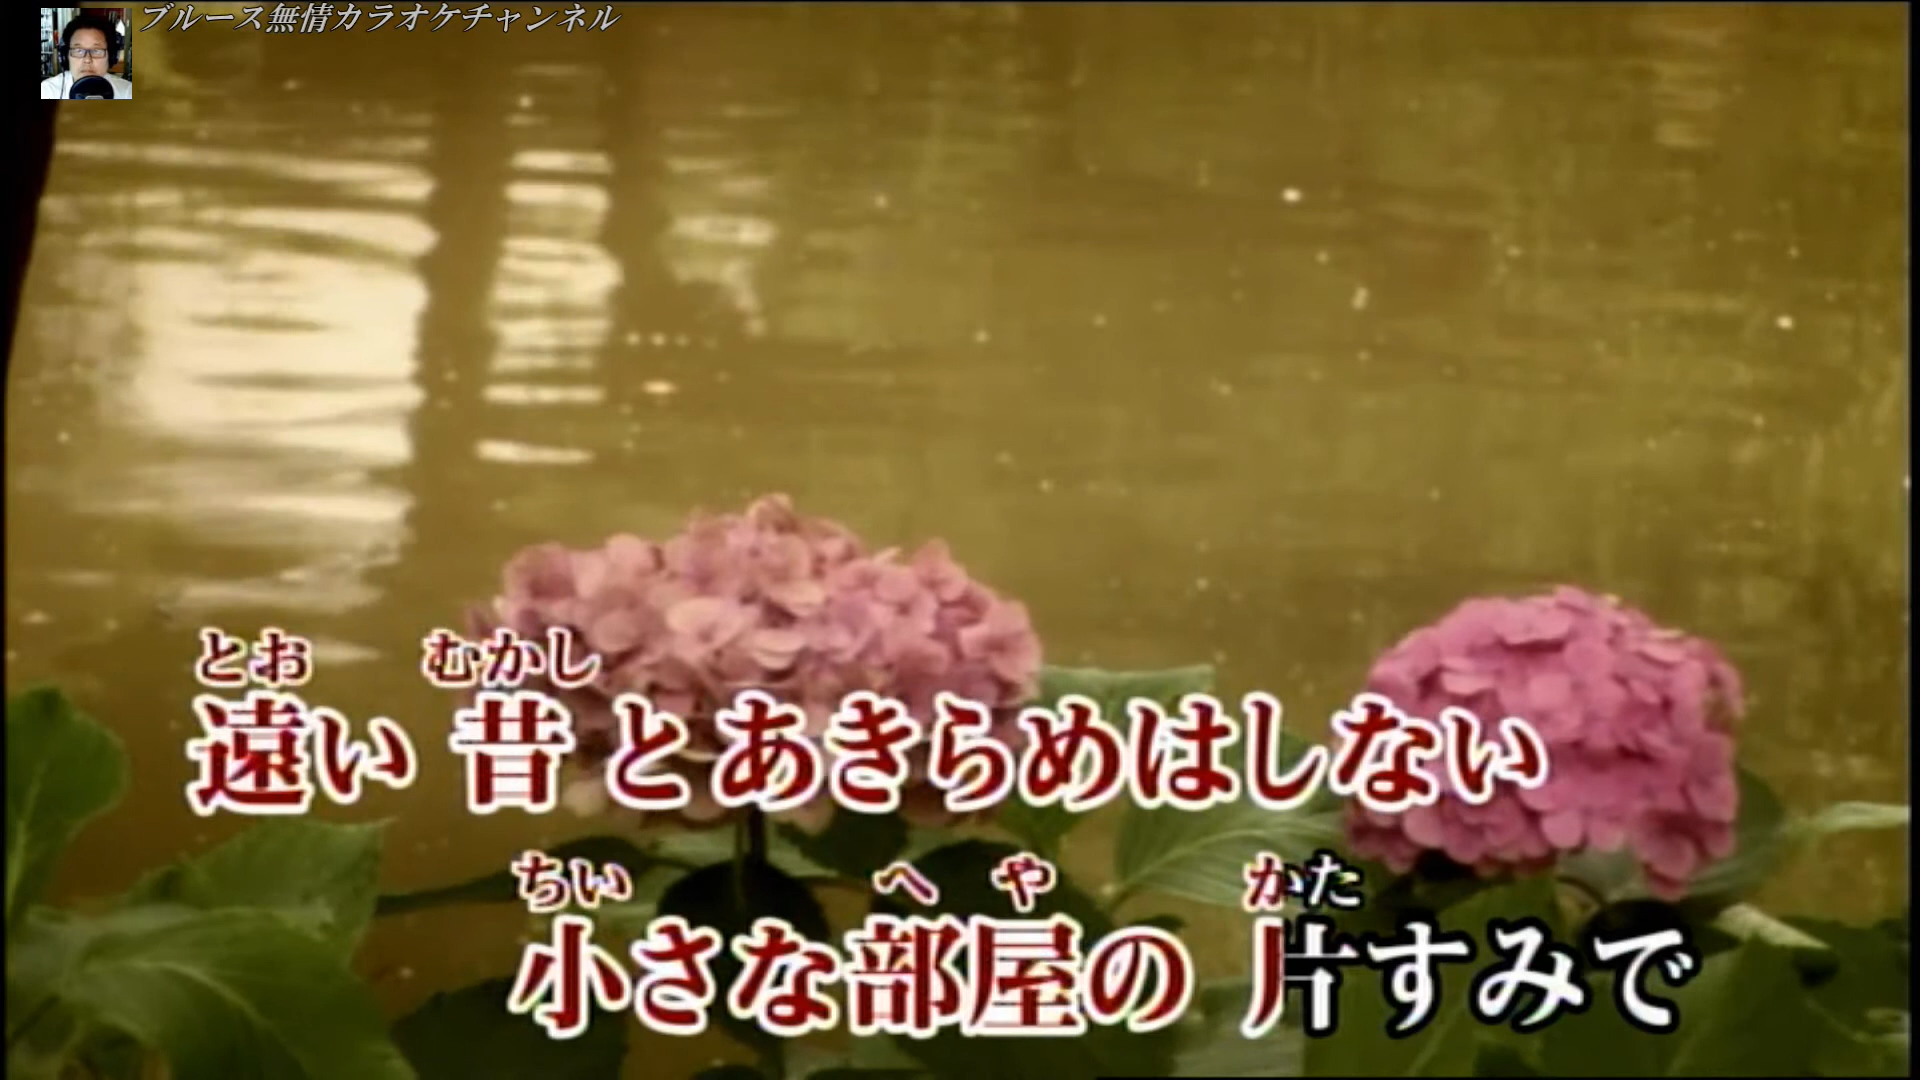 ブルース無情カラオケチャンネル
とお むかし
遠い 昔 とあきらめはしない
ちい へ や かた
小さな部屋の 片すみで